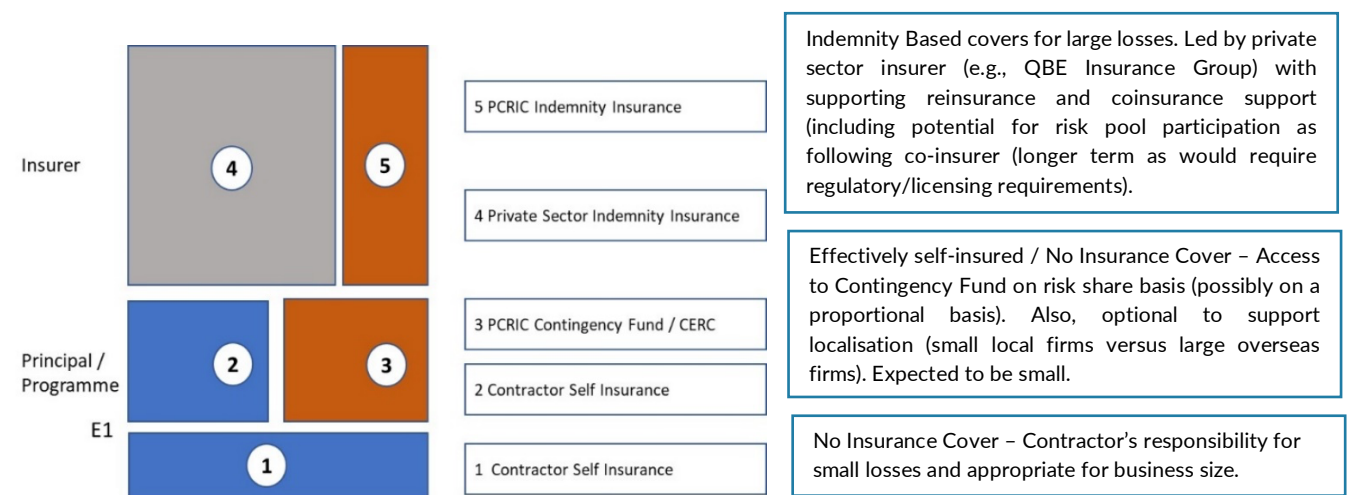 Insurer
4
5
Principal /
Programme
2
3
E1
1
5 PCRIC Indemnity Insurance
4 Private Sector Indemnity Insurance
3 PCRIC Contingency Fund / CERC
2 Contractor Self Insurance
1 Contractor Self Insurance
Indemnity Based covers for large losses. Led by private
sector insurer (e.g., QBE Insurance Group) with
supporting reinsurance and coinsurance support
(including potential for risk pool participation as
following co-insurer (longer term as would require
regulatory/licensing requirements).
Effectively self-insured / No Insurance Cover – Access
to Contingency Fund on risk share basis (possibly on a
proportional basis). Also, optional to support
localisation (small local firms versus large overseas
firms). Expected to be small.
No Insurance Cover – Contractor’s responsibility for
small losses and appropriate for business size.